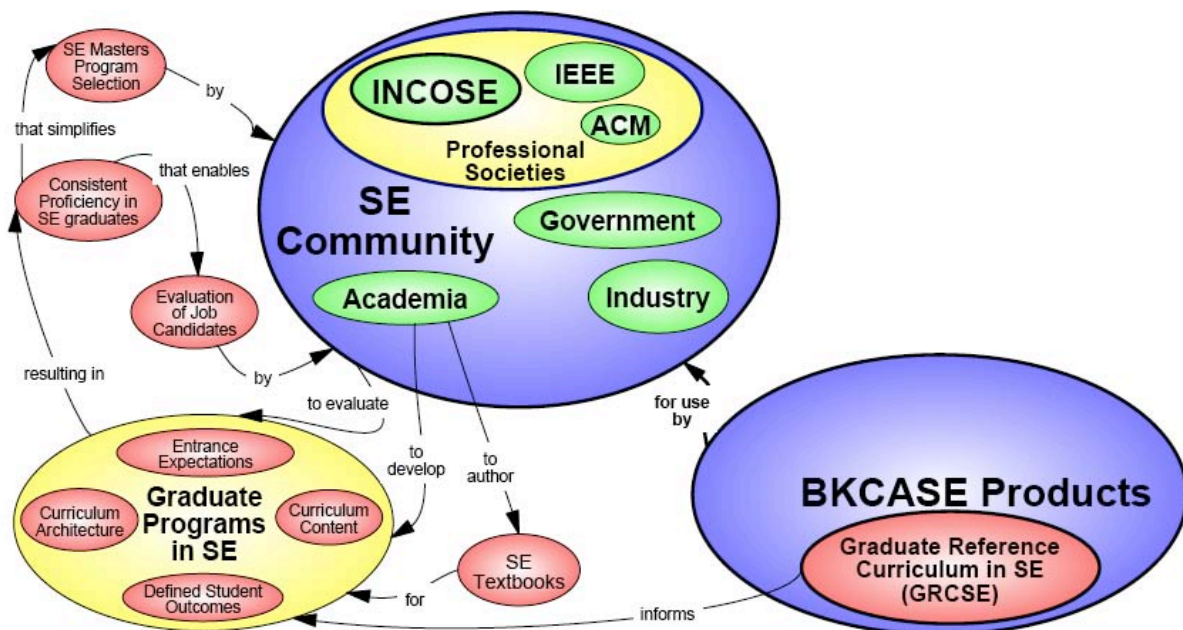 SE Masters
Program
Selection
by
that simplifies
Consistent
Proficiency in
SE graduates
that enables
Evaluation
of Job
Candidates
by
resulting in
INCOSE
IEEE
ACM
Professional
Societies
SE
Community
Government
Academia
Industry
to evaluate
to
develop
to
author
for use
by
Entrance
Expectations
Curriculum
Architecture
Graduate
Programs
in SE
Curriculum
Content
Defined Student
Outcomes
SE
Textbooks
for
informs
BKCASE Products
Graduate Reference
Curriculum in SE
(GRCSE)